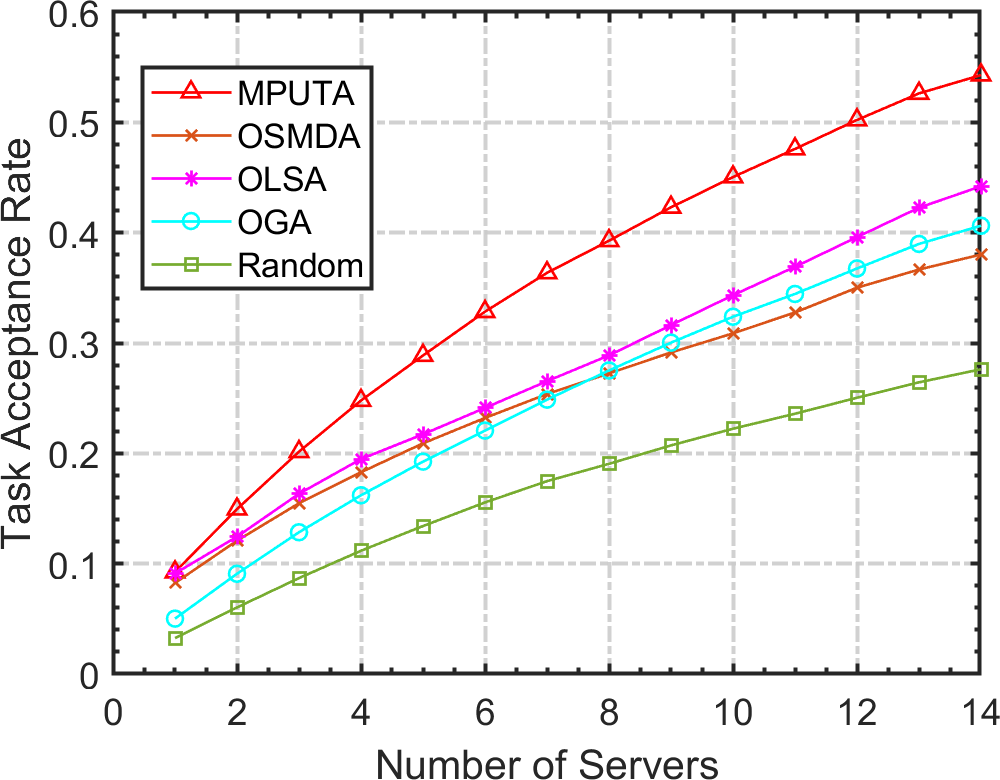 0.6
0.5
0.4
0.3
0.2
0.1
0
Task Acceptance Rate
MPUTA
OSMDA
OLSA
OGA
Random
0 2 4 6 8 10 12 14
Number of Servers